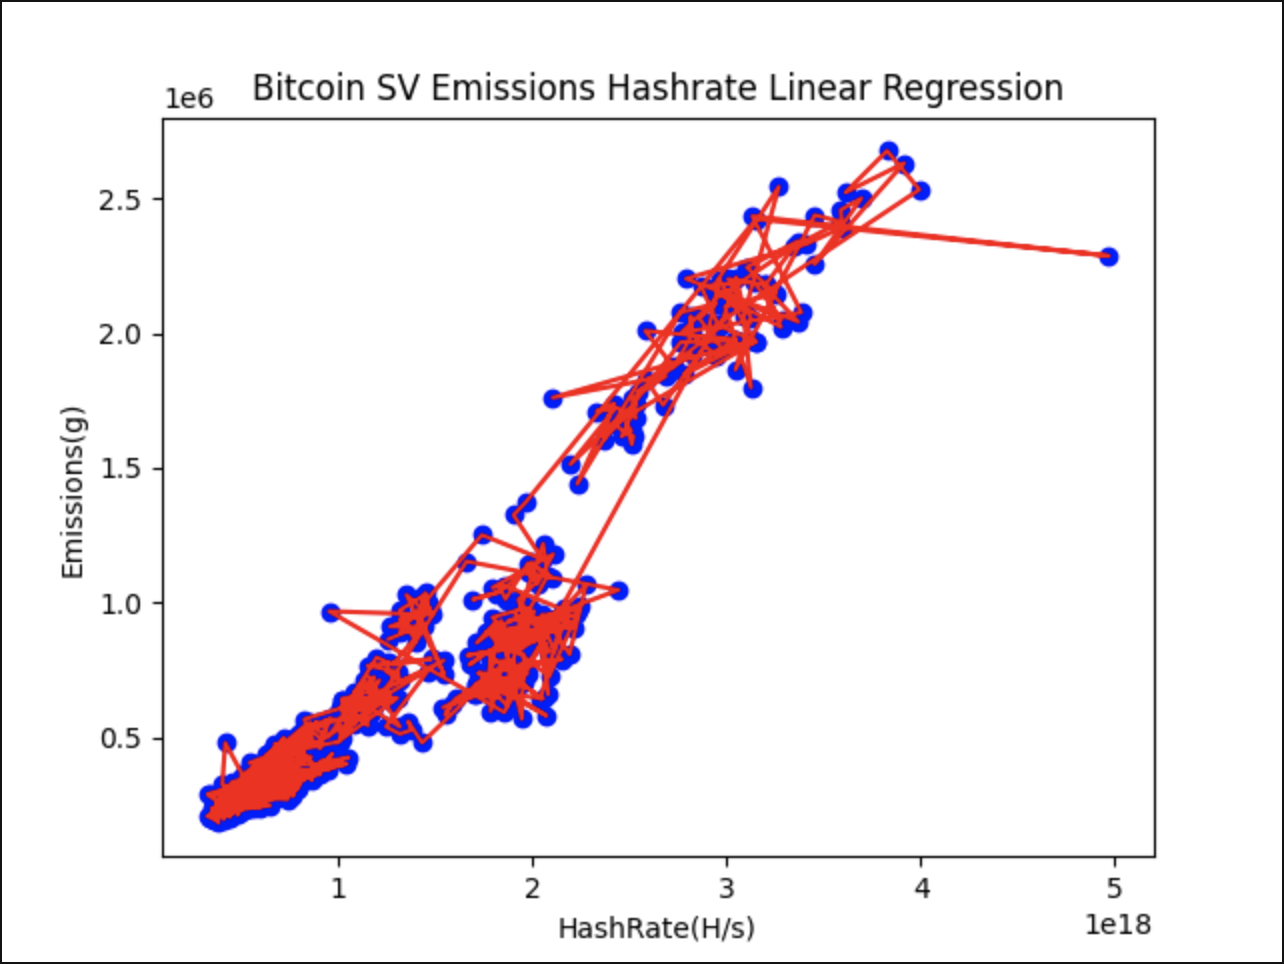 Bitcoin SV Emissions Hashrate Linear Regression
1e6
2.5
2.0
1.5
1.0
0.5
Emissions(g)
1
2
3
4
5
1e18
HashRate(H/s)